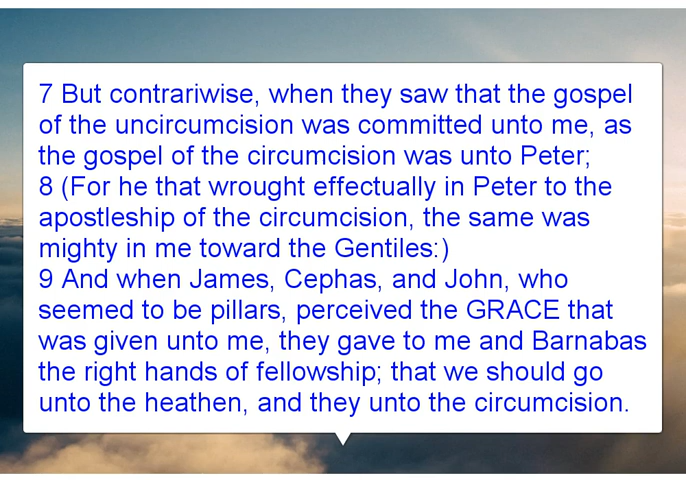 7 But contrariwise, when they saw that the gospel
of the uncircumcision was committed unto me, as
the gospel of the circumcision was unto Peter;
8 (For he that wrought effectually in Peter to the
apostleship of the circumcision, the same was
mighty in me toward the Gentiles:)
9 And when James, Cephas, and John, who
seemed to be pillars, perceived the GRACE that
was given unto me, they gave to me and Barnabas
the right hands of fellowship; that we should go
unto the heathen, and they unto the circumcision.